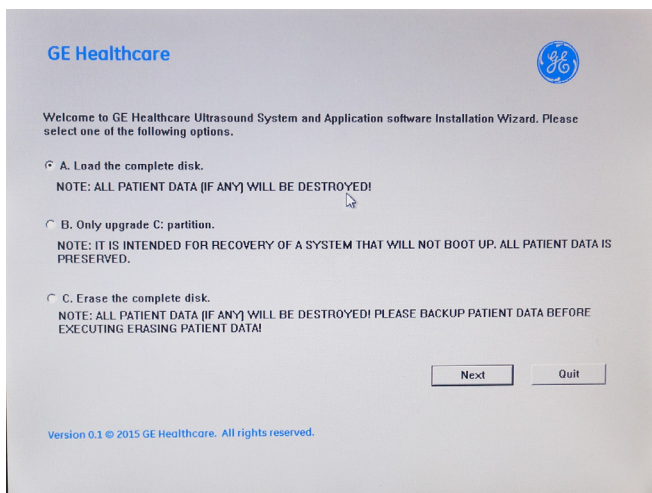 GE Healthcare
Welcome to GE Healthcare Ultrasound System and Application software Installation Wizard. Please
select one of the following options.
A. Load the complete disk.
NOTE: ALL PATIENT DATA (IF ANY) WILL BE DESTROYED!
B. Only upgrade C: partition.
NOTE: IT IS INTENDED FOR RECOVERY OF A SYSTEM THAT WILL NOT BOOT UP. ALL PATIENT DATA IS
PRESERVED.
C. Erase the complete disk.
NOTE: ALL PATIENT DATA (IF ANY) WILL BE DESTROYED! PLEASE BACKUP PATIENT DATA BEFORE
EXECUTING ERASING PATIENT DATA!
Next
Quit
Version 0.1 © 2015 GE Healthcare. All rights reserved.